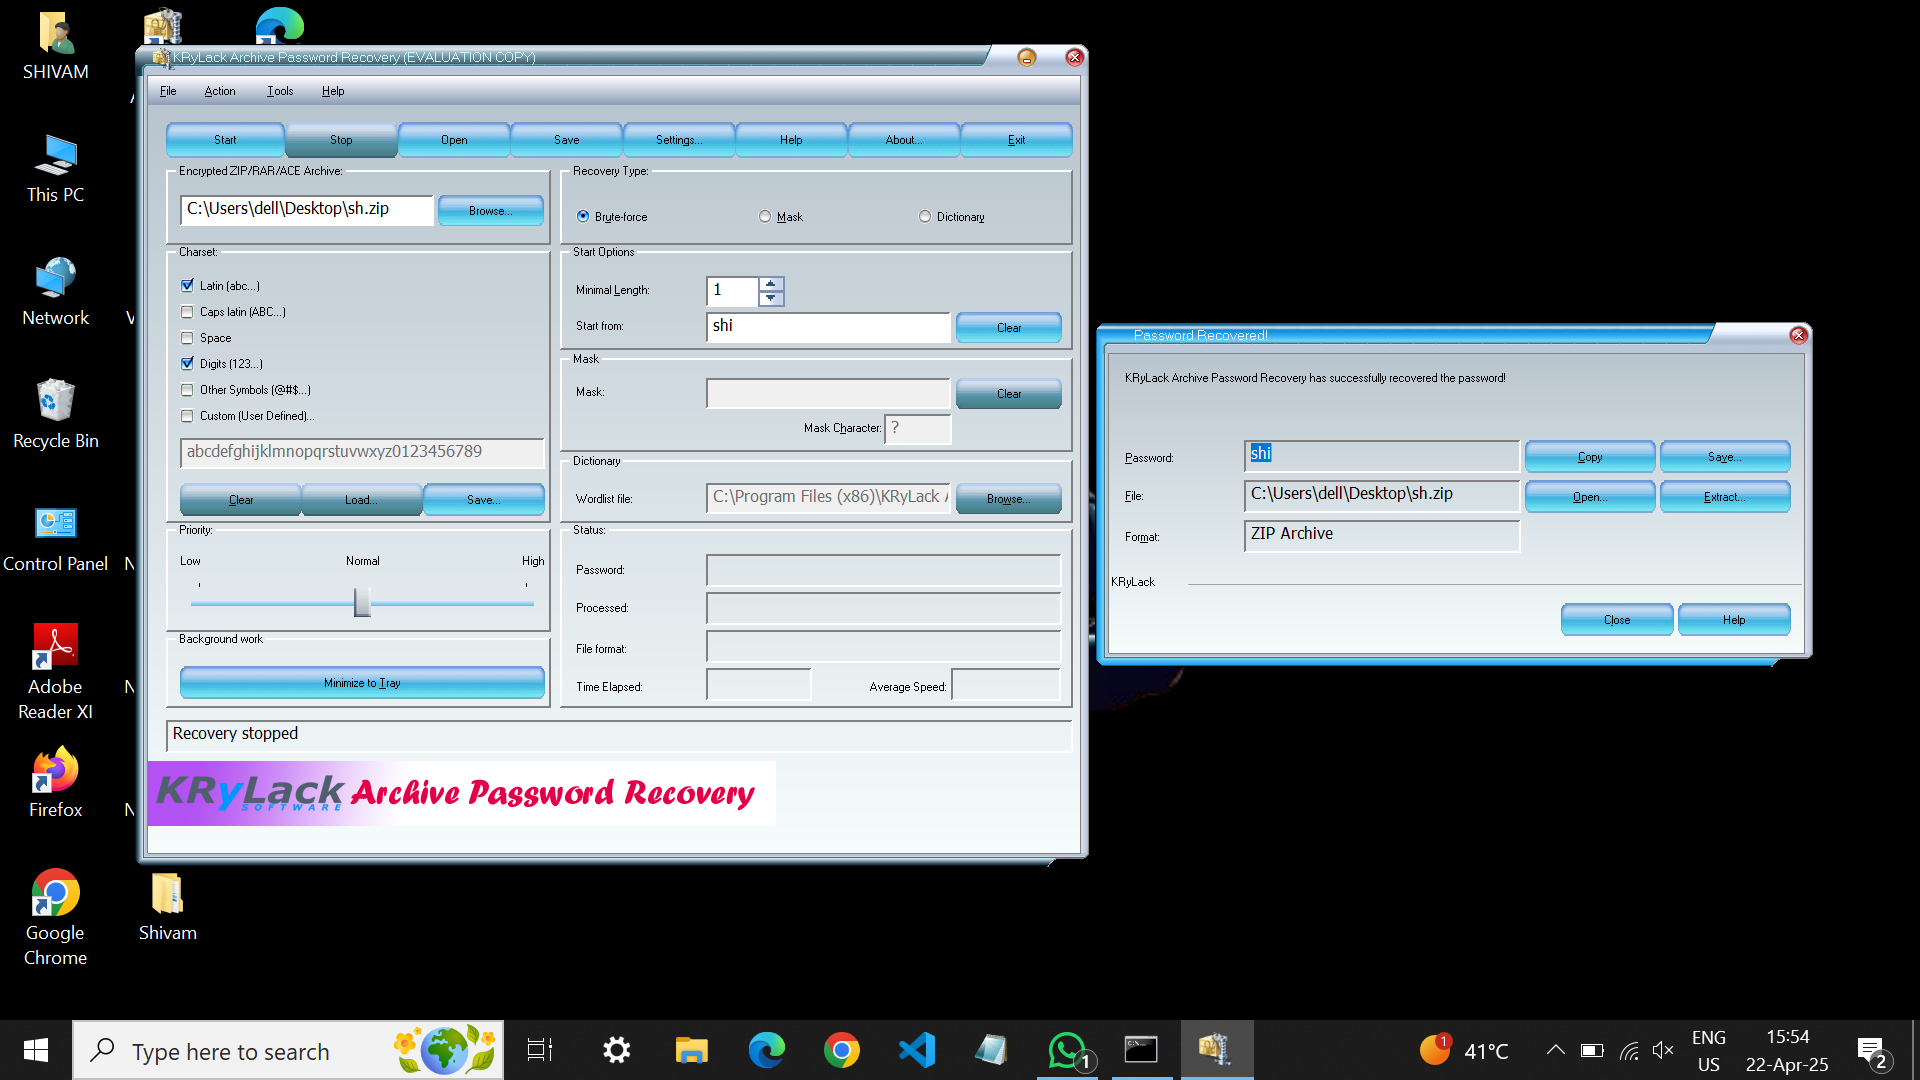 SHIVAM
This PC
Network
Recycle Bin
Control Panel
Adobe
Reader XI
Firefox
Google
Chrome
Shivam
KRyLack Archive Password Recovery (EVALUATION COPY)
File Action Tools Help
Start Stop Open Save Settings... Help About... Exit
Encrypted ZIP/RAR/ACE Archive:
C:\Users\dell\Desktop\sh.zip Browse...
Charset:
Latin (abc...)
Caps latin (ABC...)
Space
Digits (123...)
Other Symbols (@#$...)
Custom (User Defined)...
abcdefghijklmnopqrstuvwxyz0123456789
Clear Load... Save...
Priority:
Low Normal High
Background work
Minimize to Tray
Recovery Type:
Brute-force Mask Dictionary
Start Options
Minimal Length: 1
Start from: shi Clear
Mask
Mask: Clear
Mask Character: ?
Dictionary
Wordlist file: C:\Program Files (x86)\KRyLack Browse...
Status:
Password:
Processed:
File format:
Time Elapsed: Average Speed:
Recovery stopped
KRyLack Archive Password Recovery
SOFTWARE
Password Recovered!
KRyLack Archive Password Recovery has successfully recovered the password!
Password: shi Copy Save...
File: C:\Users\dell\Desktop\sh.zip Open... Extract...
Format: ZIP Archive
KRyLack
Close Help
Type here to search
1
1
41°C
ENG
US
15:54
22-Apr-25
2